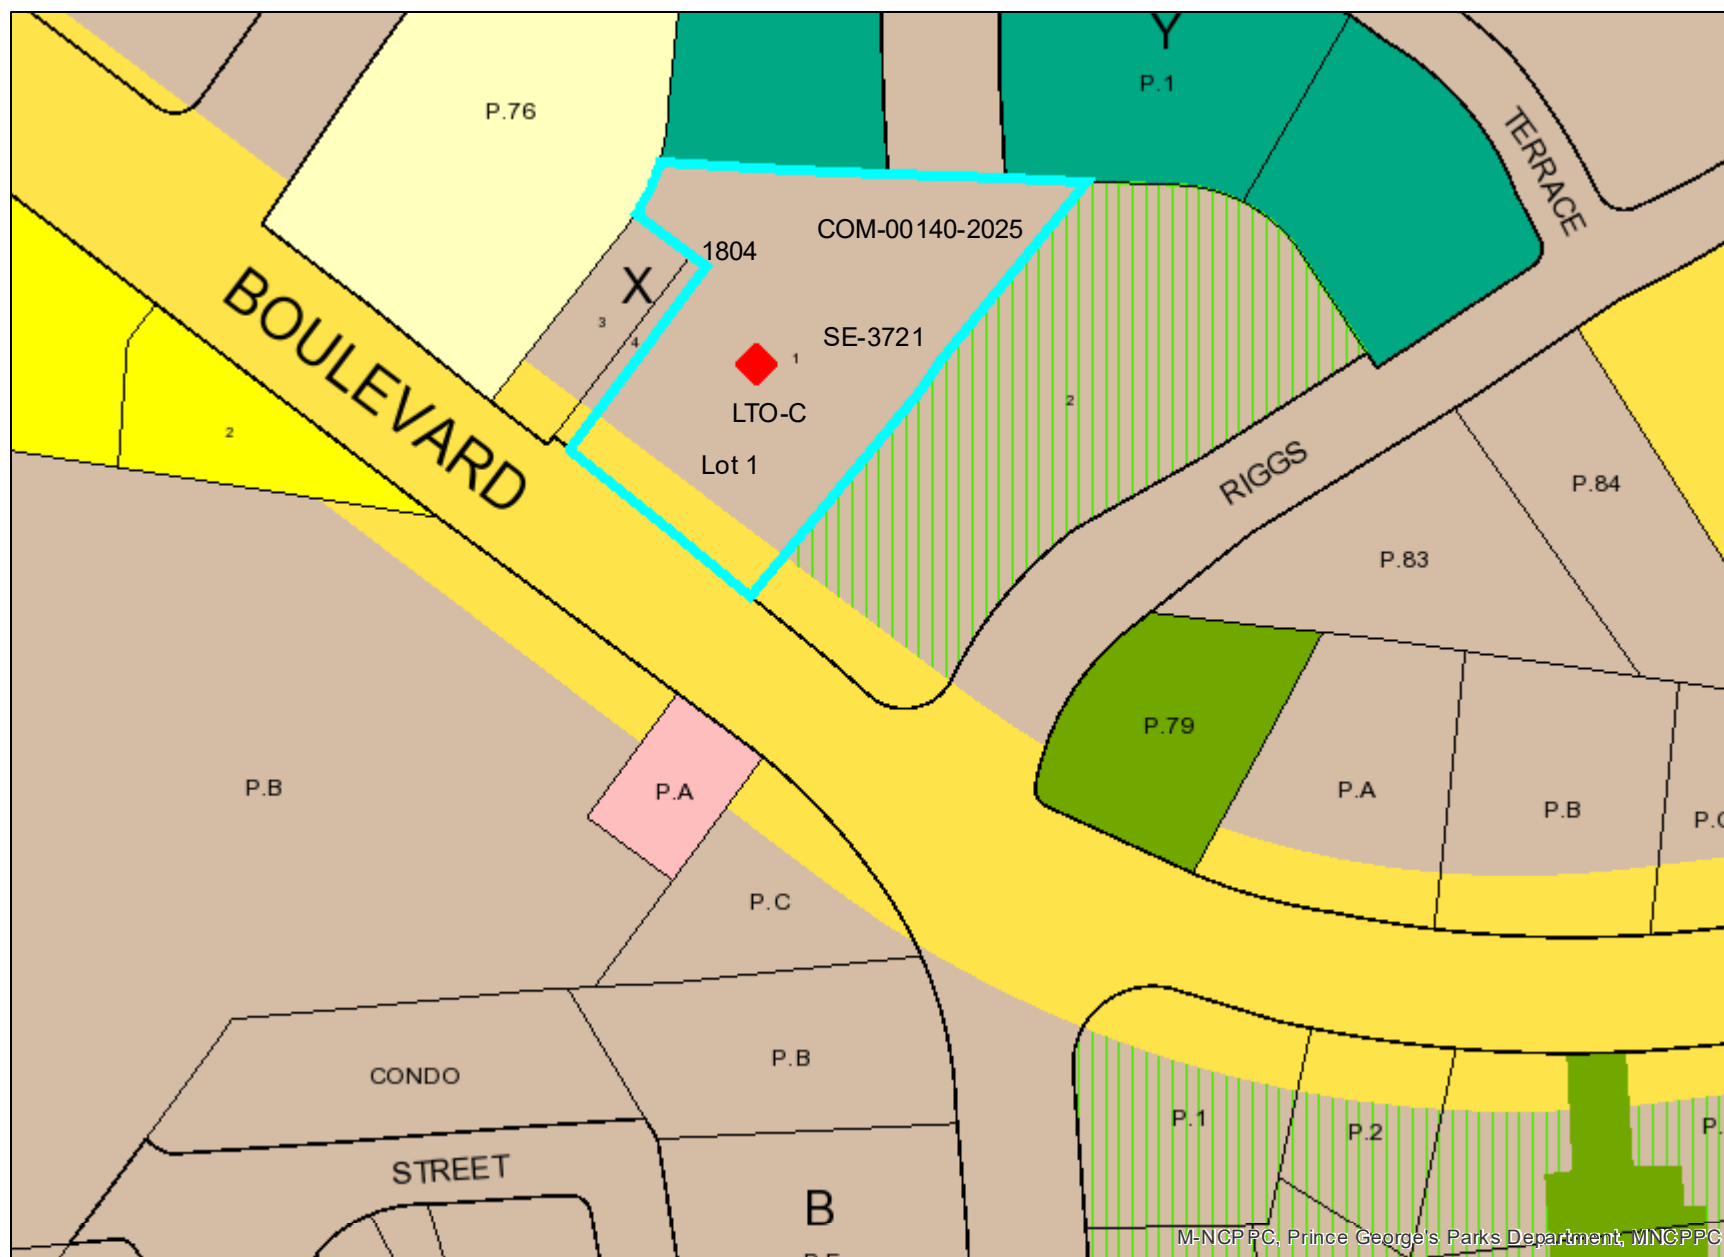 Y
P.76
P.1
TERRACE
COM-00140-2025
1804
X
3
4
SE-3721
1
BOULEVARD
LTO-C
2
2
Lot 1
RIGGS
P.84
P.83
P.79
P.B
P.A
P.A
P.B
P.C
CONDO
P.B
P.1
P.2
STREET
B
M-NCPPC, Prince George's Parks Department, MNCPPC